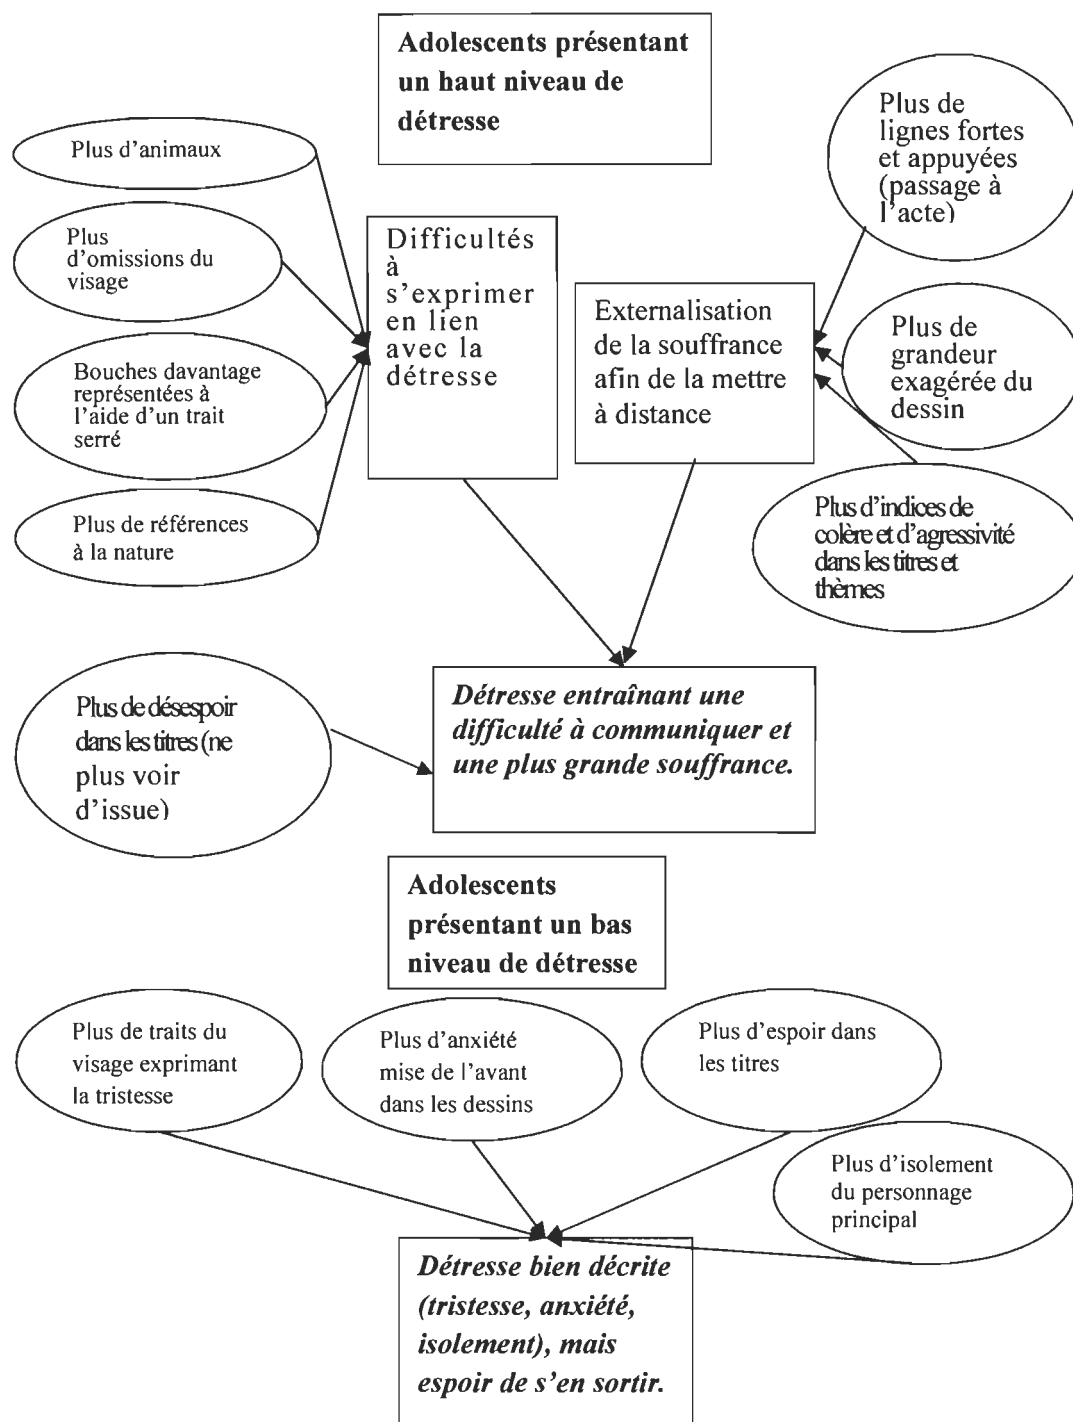 Adolescents présentant
un haut niveau de
détresse
Plus d'animaux
Plus
d'omissions du
visage
Bouches davantage
représentées à
l'aide d'un trait
serré
Plus de références
à la nature
Difficultés
à
s'exprimer
en lien
avec la
détresse
Externalisation
de la souffrance
afin de la mettre
à distance
Plus de
lignes fortes
et appuyées
(passage à
l'acte)
Plus de
grandeur
exagérée du
dessin
Plus d'indices de
colère et d'agressivité
dans les titres et
thèmes
Plus de désespoir
dans les titres (ne
plus voir
d'issue)
Détresse entraînant une
difficulté à communiquer et
une plus grande souffrance.
Adolescents
présentant un bas
niveau de détresse
Plus de traits du
visage exprimant
la tristesse
Plus d'anxiété
mise de l'avant
dans les dessins
Plus d'espoir dans
les titres
Plus d'isolement
du personnage
principal
Détresse bien décrite
(tristesse, anxiété,
isolement), mais
espoir de s'en sortir.